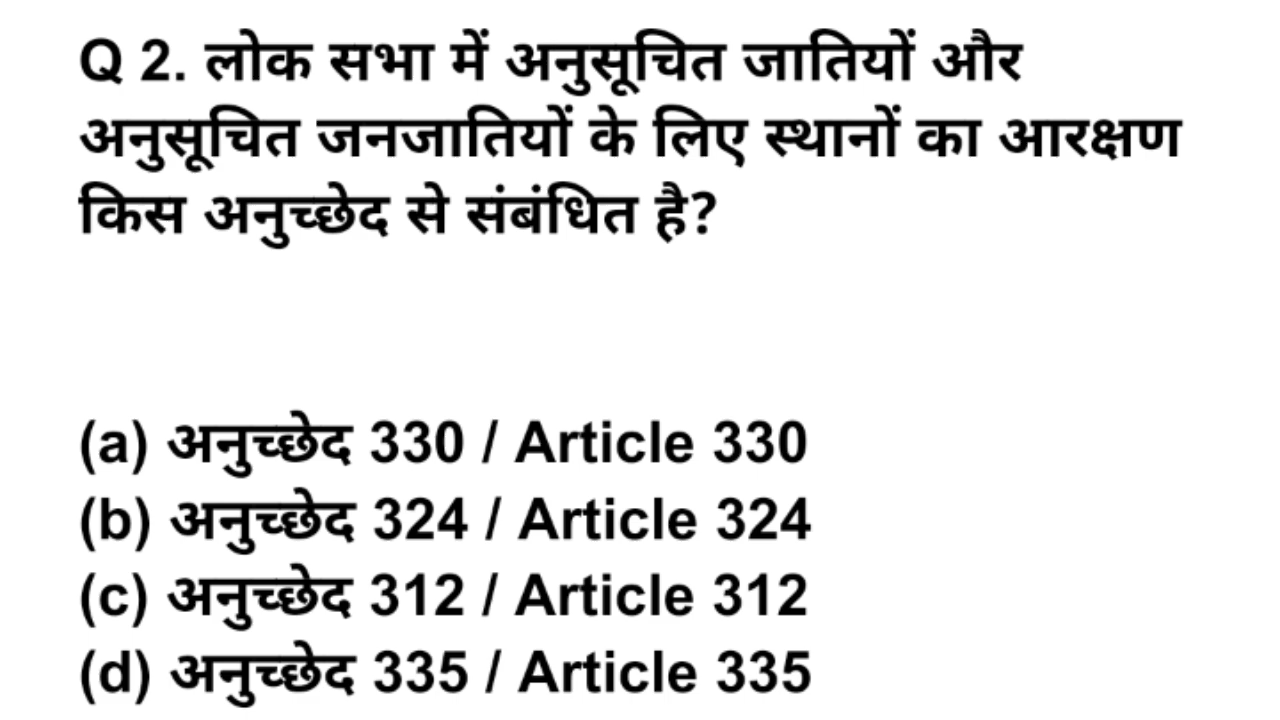 Q 2. लोक सभा में अनुसूचित जातियों और
अनुसूचित जनजातियों के लिए स्थानों का आरक्षण
किस अनुच्छेद से संबंधित है?
(a) अनुच्छेद 330 / Article 330
(b) अनुच्छेद 324 / Article 324
(c) अनुच्छेद 312 / Article 312
(d) अनुच्छेद 335 / Article 335